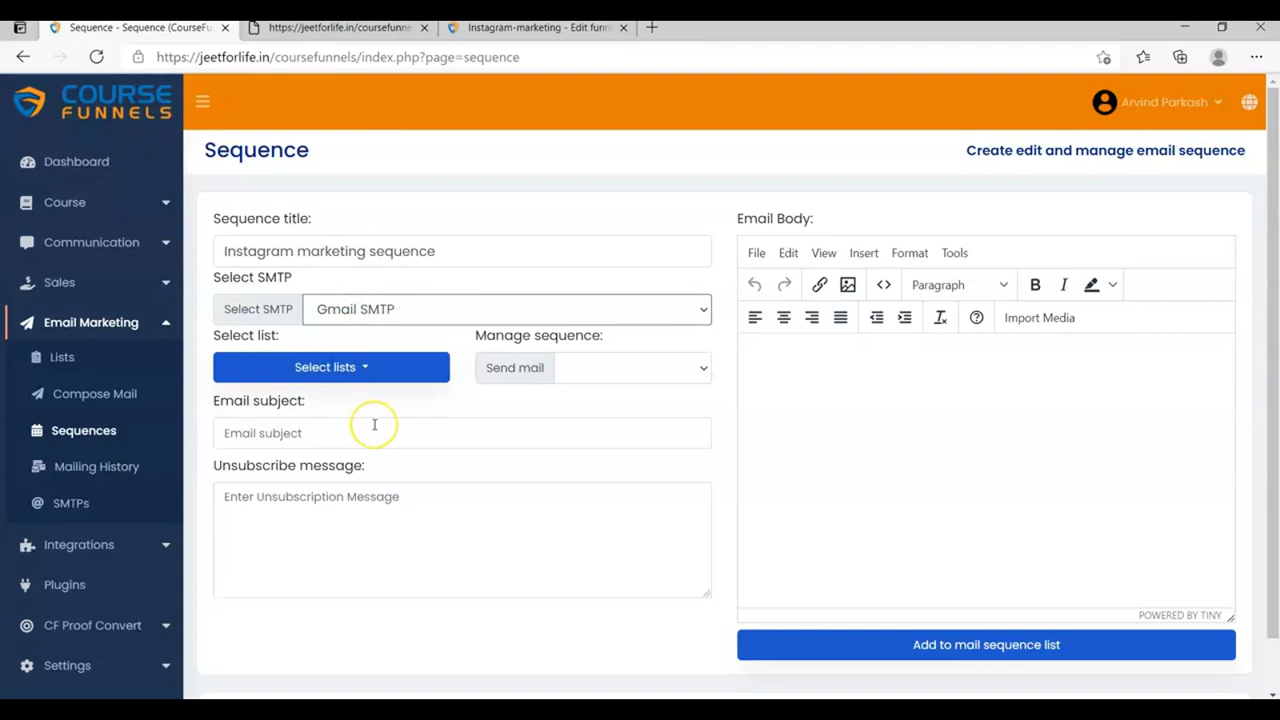 Sequence - Sequence (CourseFu
https://jeetforlife.in/coursefunne
Instagram-marketing - Edit funn
https://jeetforlife.in/coursefunnels/index.php?page=sequence
COURSE
FUNNELS
Arvind Parkash
Dashboard
Course
Communication
Sales
Email Marketing
Lists
Compose Mail
Sequences
Mailing History
SMTPs
Integrations
Plugins
CF Proof Convert
Settings
Sequence
Create edit and manage email sequence
Sequence title:
Instagram marketing sequence
Select SMTP
Select SMTP Gmail SMTP
Select list: Manage sequence:
Select lists Send mail
Email subject:
Email subject
Unsubscribe message:
Enter Unsubscription Message
Email Body:
File Edit View Insert Format Tools
Paragraph B I
Import Media
POWERED BY TINY
Add to mail sequence list